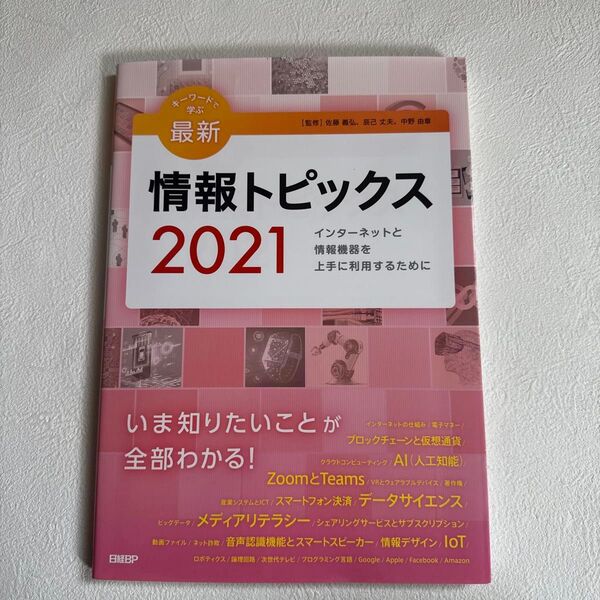 キーワードで
学ぶ
最新
[監修] 佐藤 義弘、辰己 丈夫、中野 由章
情報トピックス
2021
インターネットと
情報機器を
上手に利用するために
いま知りたいことが
全部わかる!
インターネットの仕組み / 電子マネー /
ブロックチェーンと仮想通貨 /
クラウドコンピューティング / AI(人工知能) /
ZoomとTeams / VRとウェアラブルデバイス / 著作権 /
産業システムとICT / スマートフォン決済 / データサイエンス /
ビッグデータ / メディアリテラシー / シェアリングサービスとサブスクリプション /
動画ファイル / ネット詐欺 / 音声認識機能とスマートスピーカー / 情報デザイン / IoT /
ロボティクス / 論理回路 / 次世代テレビ / プログラミング言語 / Google / Apple / Facebook / Amazon
日経BP